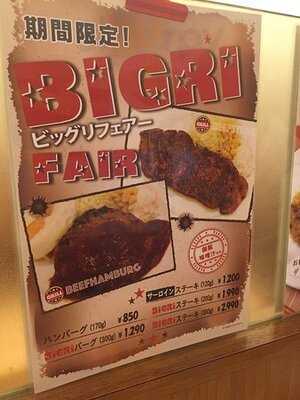 期間限定!
BIGRI
ビッグリフェアー
FAIR
GRILL
GRILL
BEEFHAMBURG
ハンバーグ (170g) ¥850
BIGRIバーグ (300g) ¥1,290
サーロインステーキ (120g) ¥1,200
BIGRIステーキ (200g) ¥1,990
BIGRIステーキ (300g) ¥2,990